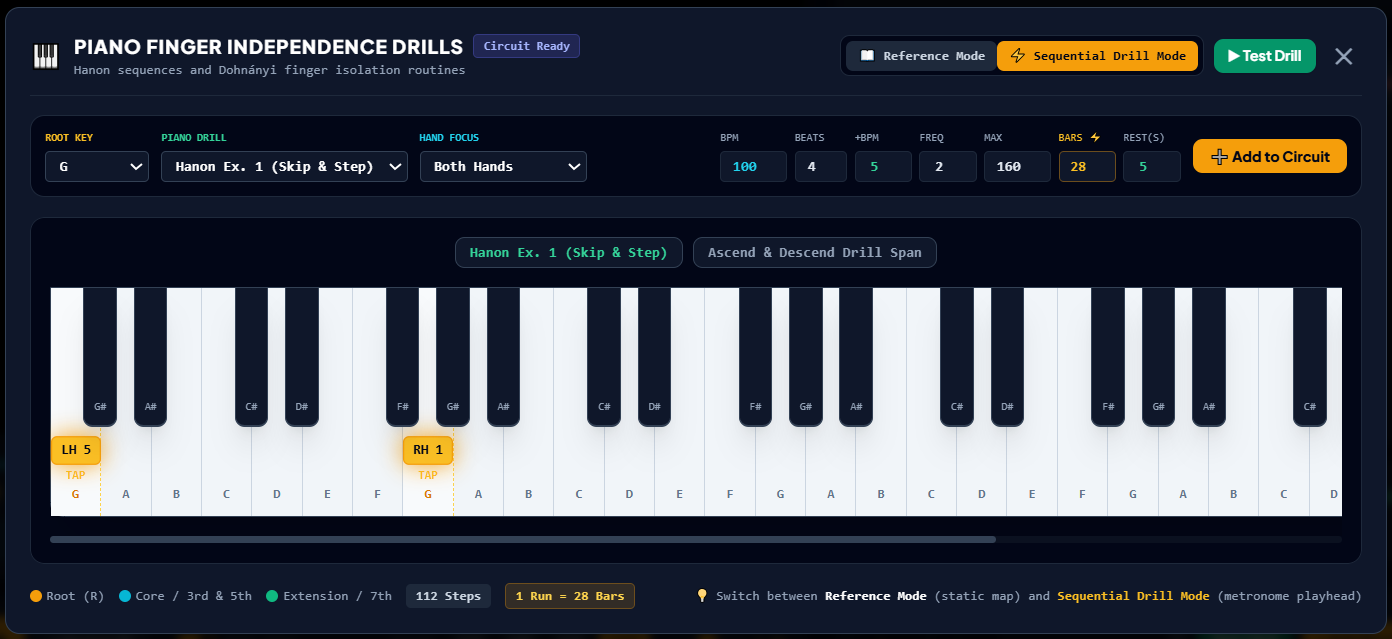 PIANO FINGER INDEPENDENCE DRILLS
Circuit Ready
Hanon sequences and Dohnányi finger isolation routines
Reference Mode
Sequential Drill Mode
Test Drill
ROOT KEY
PIANO DRILL
HAND FOCUS
BPM
BEATS
+BPM
FREQ
MAX
BARS
REST(S)
G
Hanon Ex. 1 (Skip & Step)
Both Hands
100
4
5
2
160
28
5
Add to Circuit
Hanon Ex. 1 (Skip & Step)
Ascend & Descend Drill Span
G# A# C# D# F# G# A# C# D# F# G# A# C# D# F# G# A# C#
LH 5
RH 1
TAP
TAP
G A B C D E F G A B C D E F G A B C D E F G A B C D
Root (R)
Core / 3rd & 5th
Extension / 7th
112 Steps
1 Run = 28 Bars
Switch between Reference Mode (static map) and Sequential Drill Mode (metronome playhead)